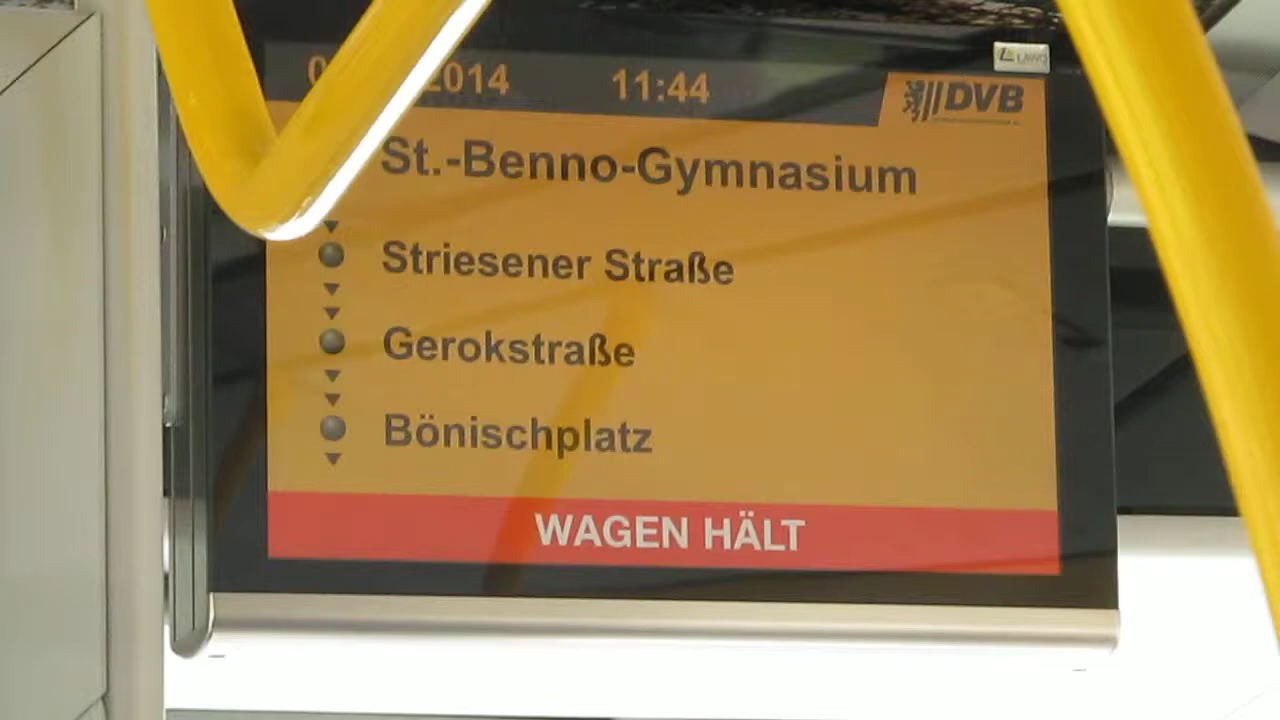 2014 11:44
DVB
St.-Benno-Gymnasium
Striesener Straße
Gerokstraße
Bönischplatz
WAGEN HÄLT